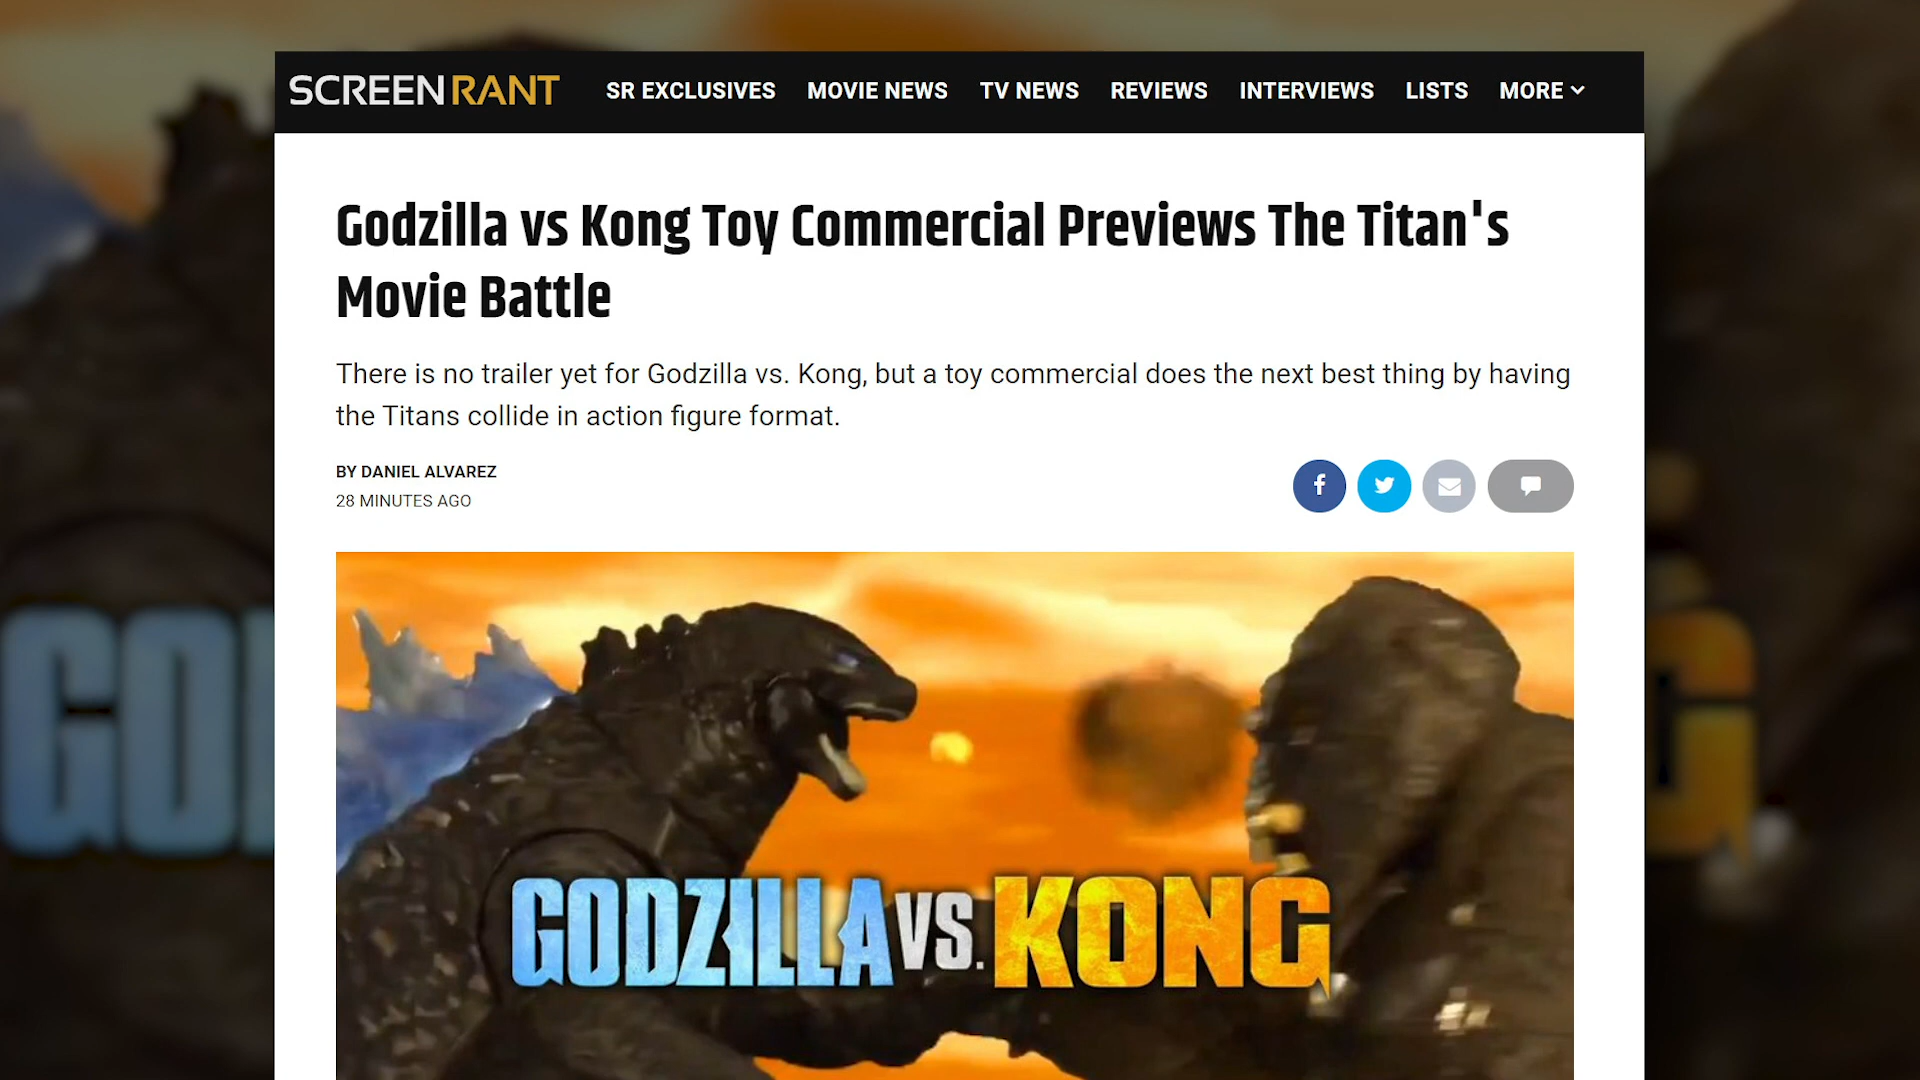 SCREENRANT SR EXCLUSIVES MOVIE NEWS TV NEWS REVIEWS INTERVIEWS LISTS MORE
Godzilla vs Kong Toy Commercial Previews The Titan's
Movie Battle
There is no trailer yet for Godzilla vs. Kong, but a toy commercial does the next best thing by having
the Titans collide in action figure format.
BY DANIEL ALVAREZ
28 MINUTES AGO
GODZILLA VS. KONG
GO
G